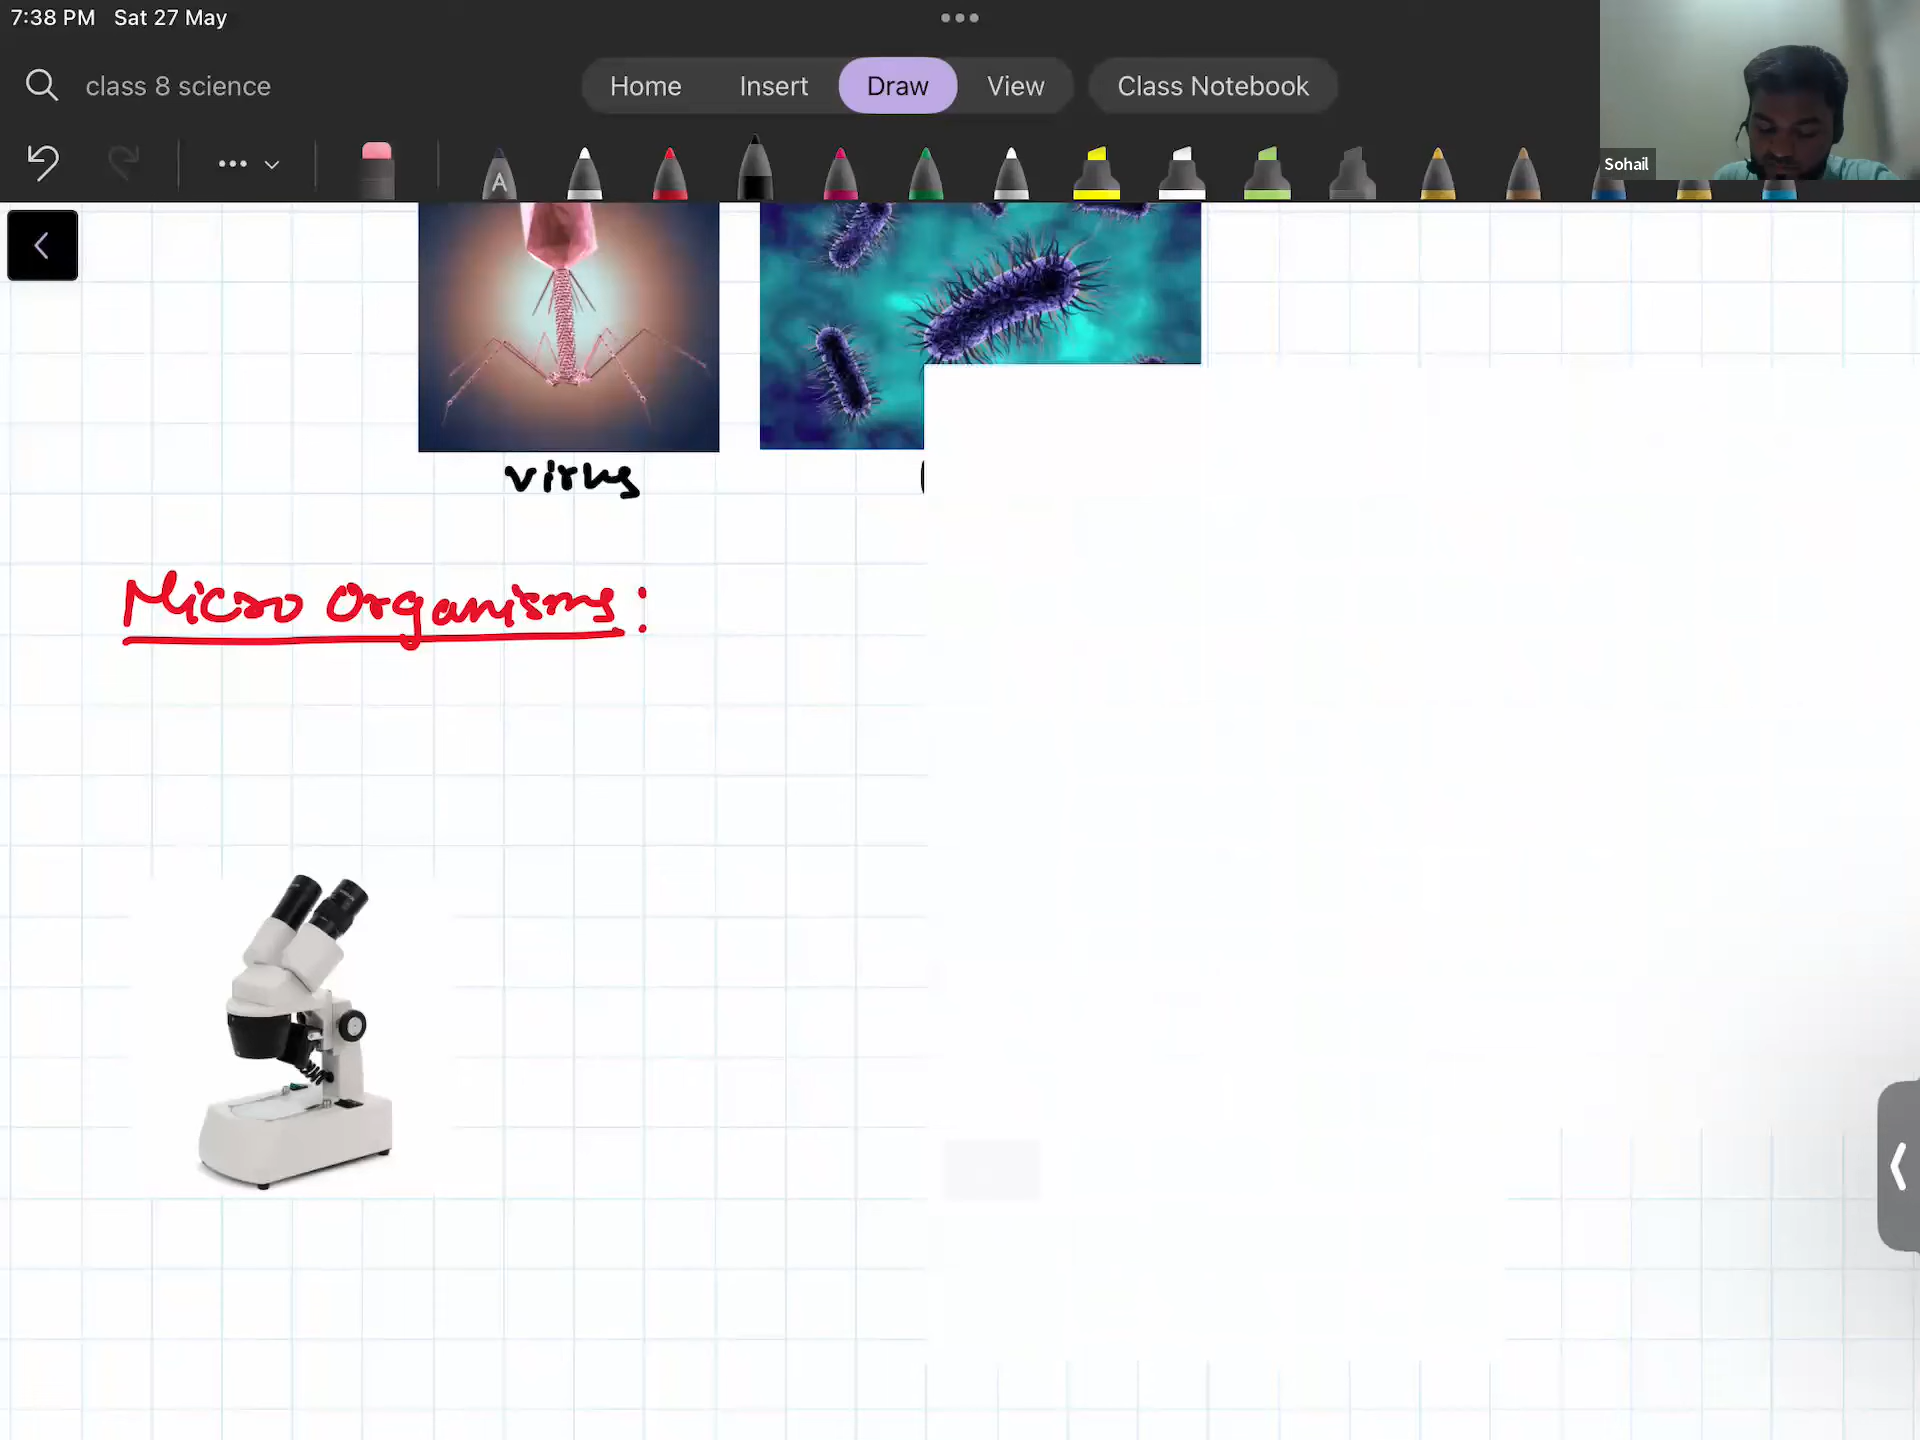 7:38 PM Sat 27 May
class 8 science
Home Insert Draw View Class Notebook
A
Sohail
virus
Micro Organisms: